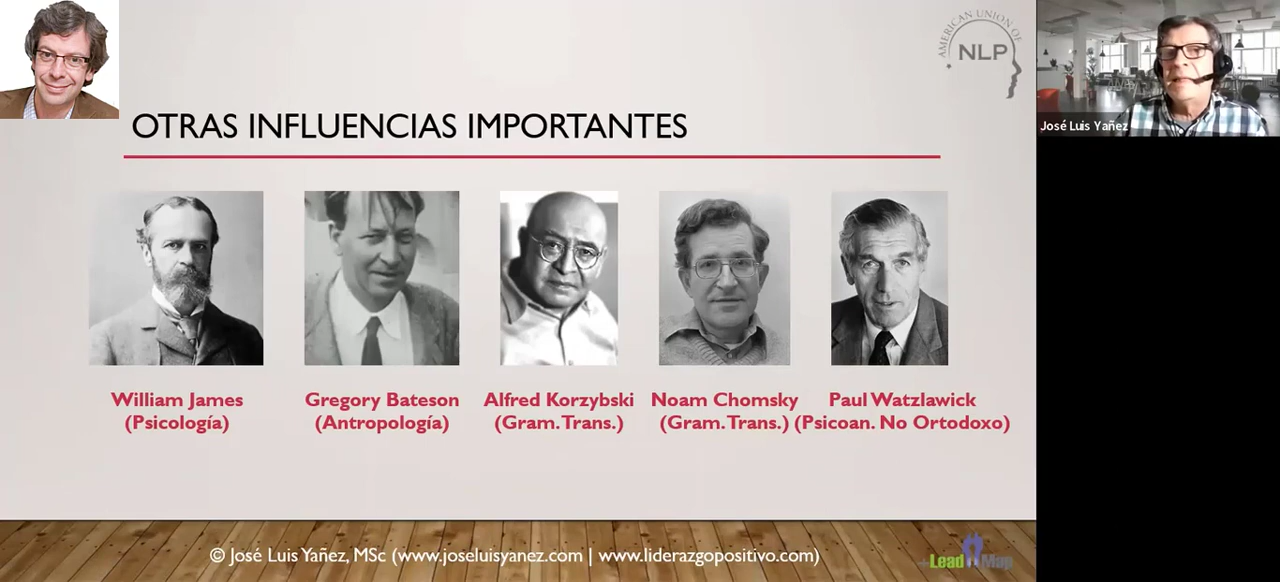 AMERICAN UNION OF
NLP
José Luis Yañez
OTRAS INFLUENCIAS IMPORTANTES
William James
(Psicología)
Gregory Bateson
(Antropología)
Alfred Korzybski
(Gram. Trans.)
Noam Chomsky
(Gram. Trans.)
Paul Watzlawick
(Psicoan. No Ortodoxo)
© José Luis Yañez, MSc (www.joseluisyanez.com | www.liderazgopositivo.com)
+Lead Map